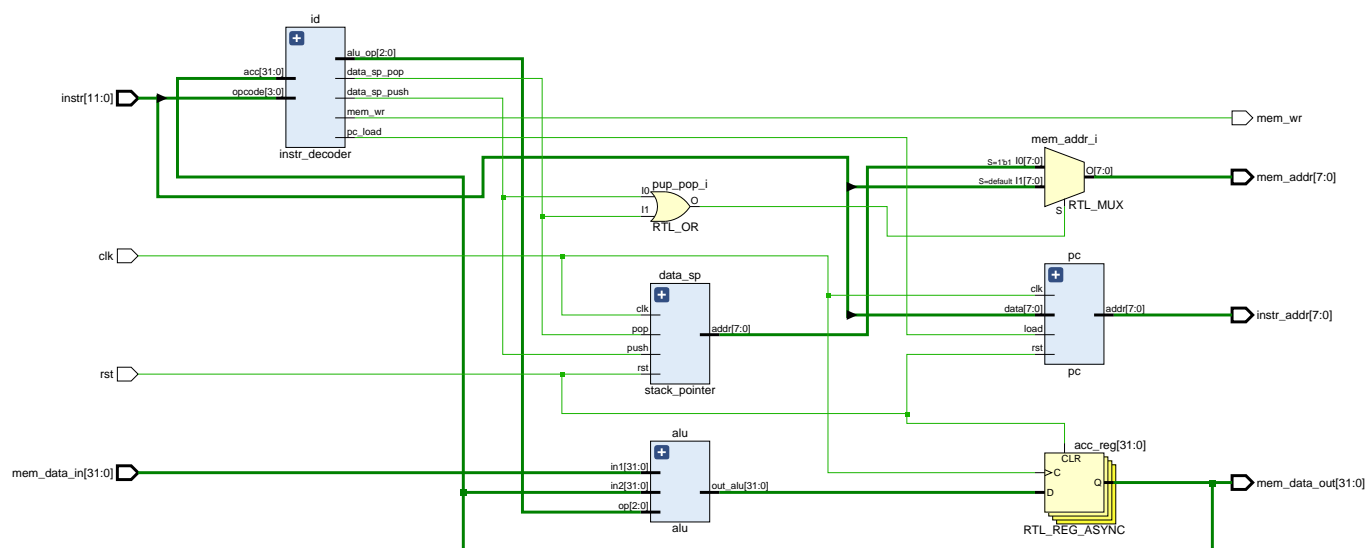 id
alu_op[2:0]
acc[31:0]
data_sp_pop
instr[11:0]
opcode[3:0]
data_sp_push
mem_wr
mem_wr
pc_load
instr_decoder
mem_addr_i
S=1'b1 I0[7:0]
O[7:0]
mem_addr[7:0]
S=default I1[7:0]
S
RTL_MUX
pup_pop_i
I0
O
I1
RTL_OR
clk
data_sp
clk
pop
addr[7:0]
push
rst
stack_pointer
pc
clk
data[7:0]
addr[7:0]
instr_addr[7:0]
load
rst
pc
rst
alu
mem_data_in[31:0]
in1[31:0]
in2[31:0]
out_alu[31:0]
op[2:0]
alu
acc_reg[31:0]
CLR
C
Q
mem_data_out[31:0]
D
RTL_REG_ASYNC